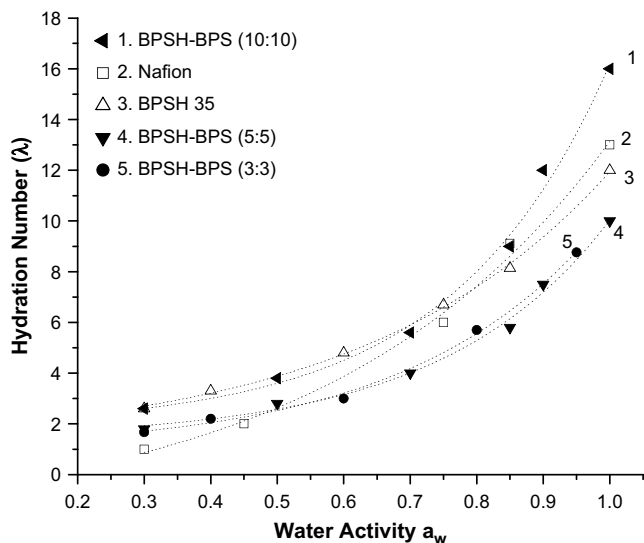 18
16
14
12
10
8
6
4
2
0
Hydration Number (λ)
1. BPSH-BPS (10:10)
2. Nafion
3. BPSH 35
4. BPSH-BPS (5:5)
5. BPSH-BPS (3:3)
1
2
3
5
4
0.2 0.3 0.4 0.5 0.6 0.7 0.8 0.9 1.0
Water Activity a_w